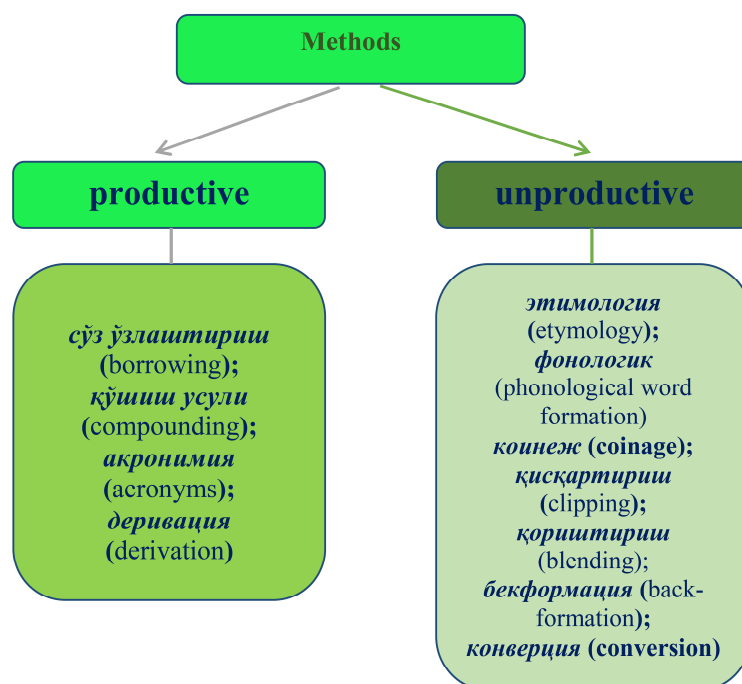 Methods
productive
unproductive
сўз ўзлаштириш
(borrowing);
қўшиш усули
(compounding);
акронимия
(acronyms);
деривация
(derivation)
этимология
(etymology);
фонологик
(phonological word
formation)
коинеж (coinage);
қисқартириш
(clipping);
қориштириш
(blending);
бекформация (back-
formation);
конверция (conversion)